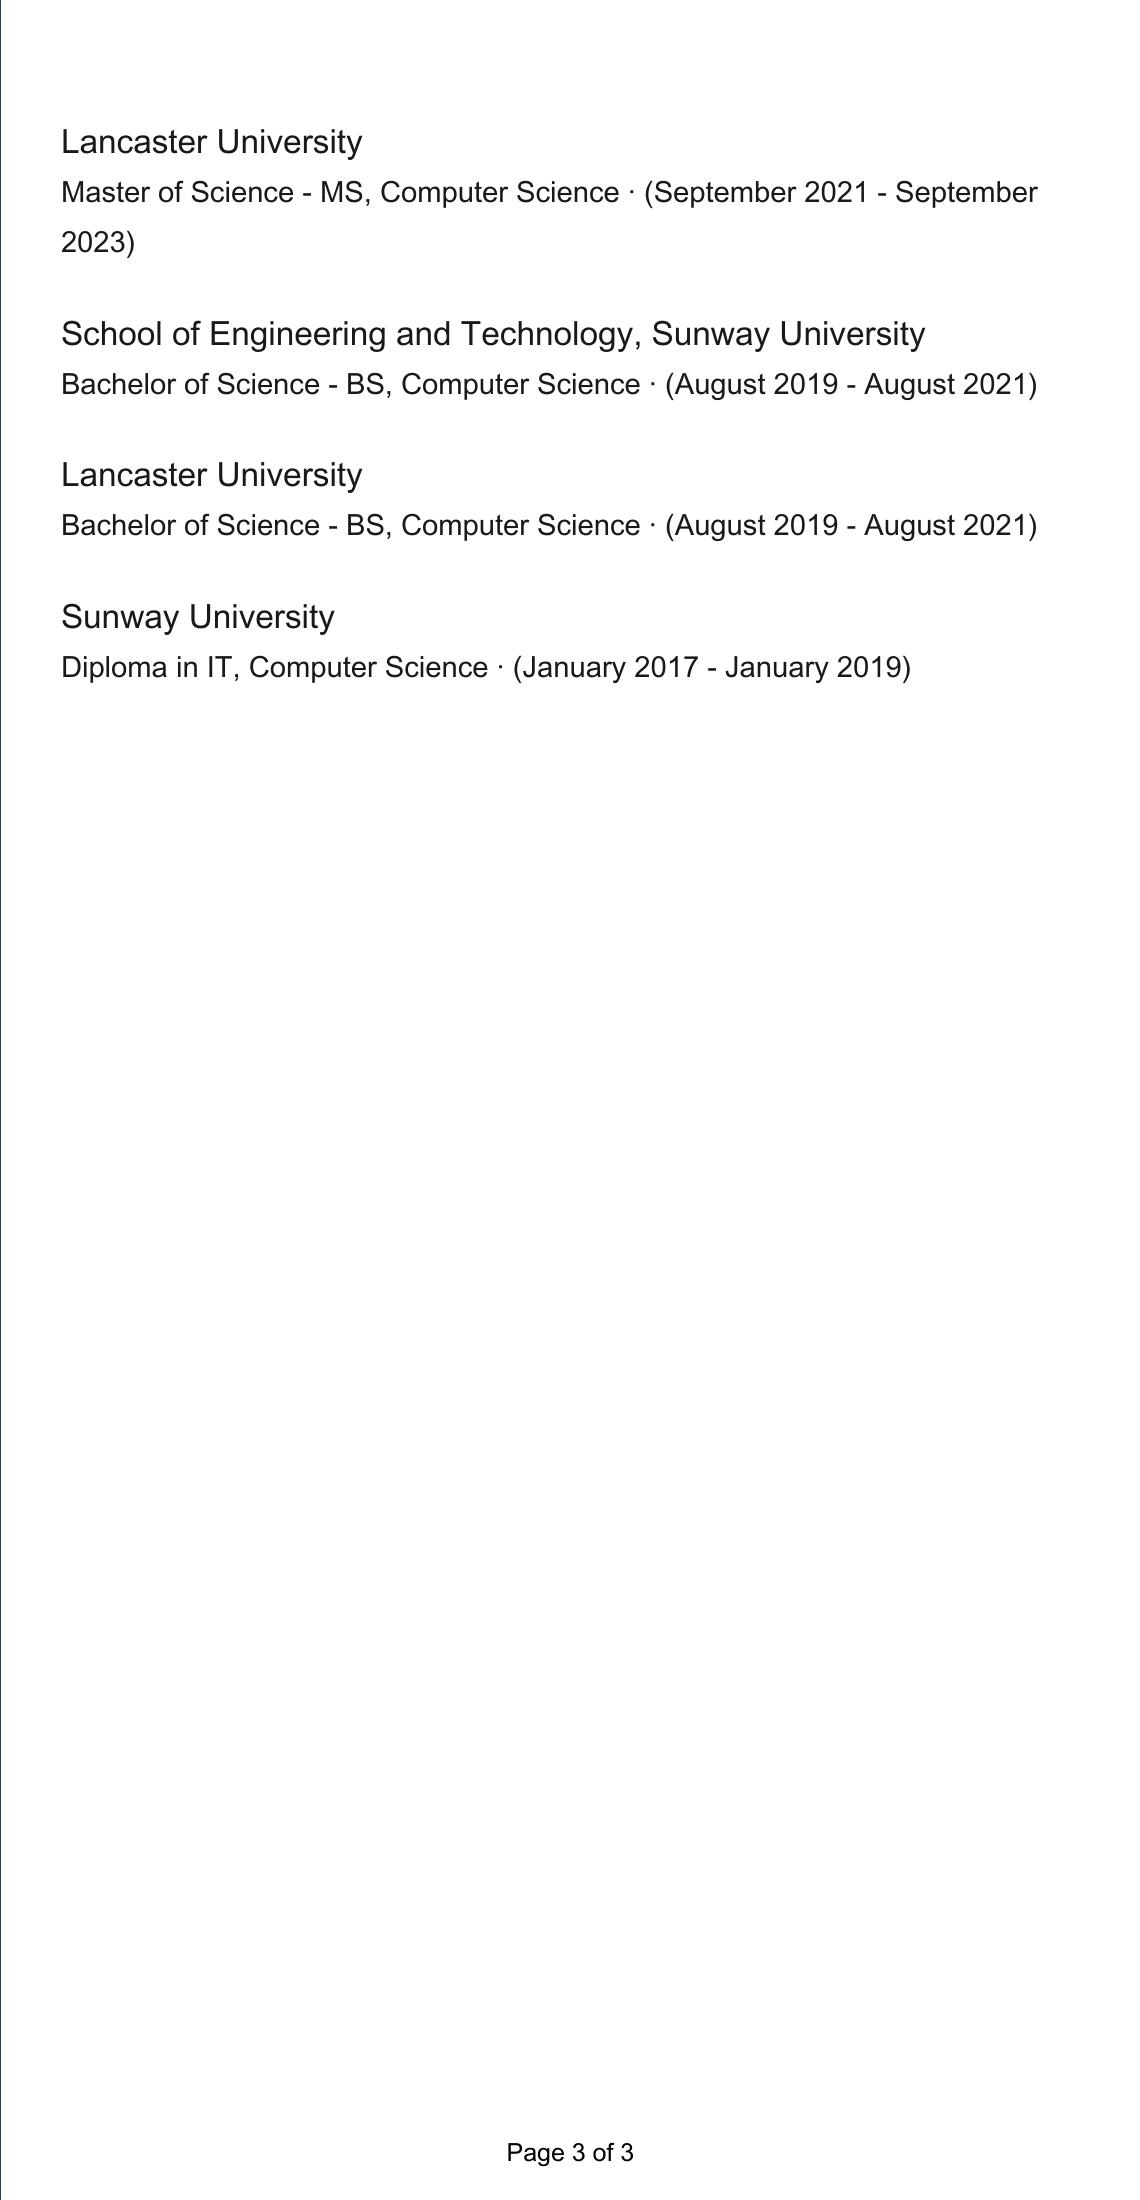 Lancaster University
Master of Science - MS, Computer Science · (September 2021 - September
2023)
School of Engineering and Technology, Sunway University
Bachelor of Science - BS, Computer Science · (August 2019 - August 2021)
Lancaster University
Bachelor of Science - BS, Computer Science · (August 2019 - August 2021)
Sunway University
Diploma in IT, Computer Science · (January 2017 - January 2019)
Page 3 of 3